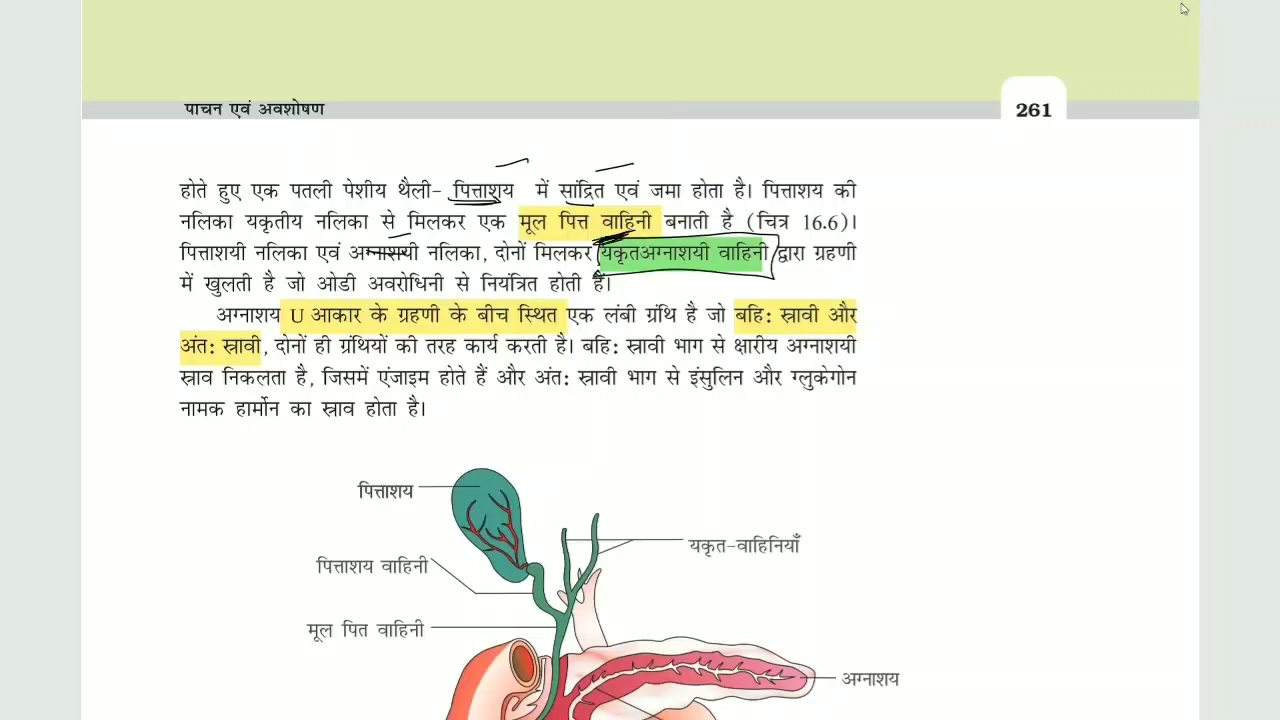 पाचन एवं अवशोषण
261
होते हुए एक पतली पेशीय थैली- पित्ताशय में सांद्रित एवं जमा होता है। पित्ताशय की
नलिका यकृतीय नलिका से मिलकर एक मूल पित्त वाहिनी बनाती है (चित्र 16.6)।
पित्ताशयी नलिका एवं अग्नाशयी नलिका, दोनों मिलकर यकृतअग्नाशयी वाहिनी द्वारा ग्रहणी
में खुलती है जो ओडी अवरोधिनी से नियंत्रित होती हैं।
अग्नाशय U आकार के ग्रहणी के बीच स्थित एक लंबी ग्रंथि है जो बहि: स्रावी और
अंत: स्रावी, दोनों ही ग्रंथियों की तरह कार्य करती है। बहि: स्रावी भाग से क्षारीय अग्नाशयी
स्राव निकलता है, जिसमें एंजाइम होते हैं और अंत: स्रावी भाग से इंसुलिन और ग्लुकेगोन
नामक हार्मोन का स्राव होता है।
पित्ताशय
यकृत-वाहिनियाँ
पित्ताशय वाहिनी
मूल पित वाहिनी
अग्नाशय